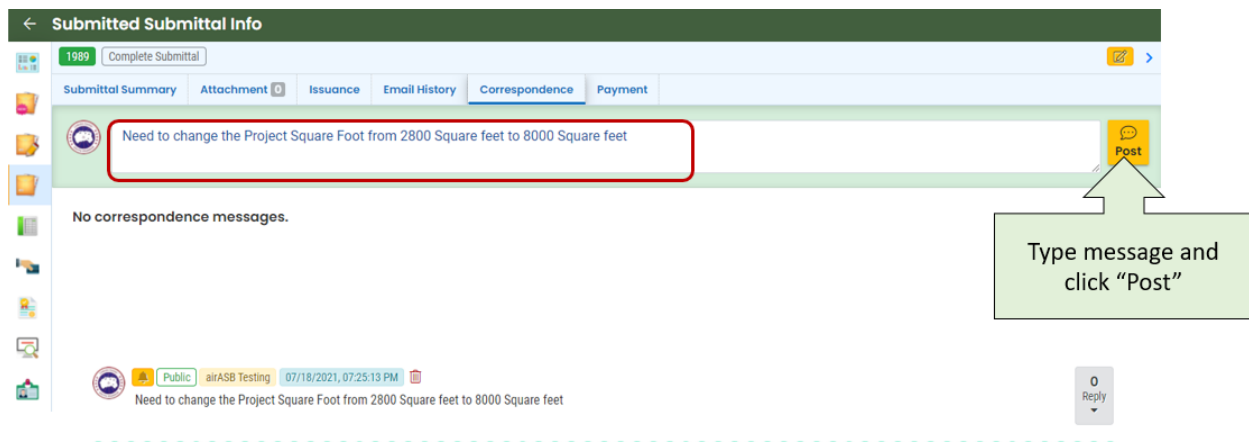 Submitted Submittal Info
1989 Complete Submittal
Submittal Summary Attachment 0 Issuance Email History Correspondence Payment
Need to change the Project Square Foot from 2800 Square feet to 8000 Square feet
Post
No correspondence messages.
Type message and
click “Post”
Public airASB Testing 07/18/2021, 07:25:13 PM
Need to change the Project Square Foot from 2800 Square feet to 8000 Square feet
0
Reply